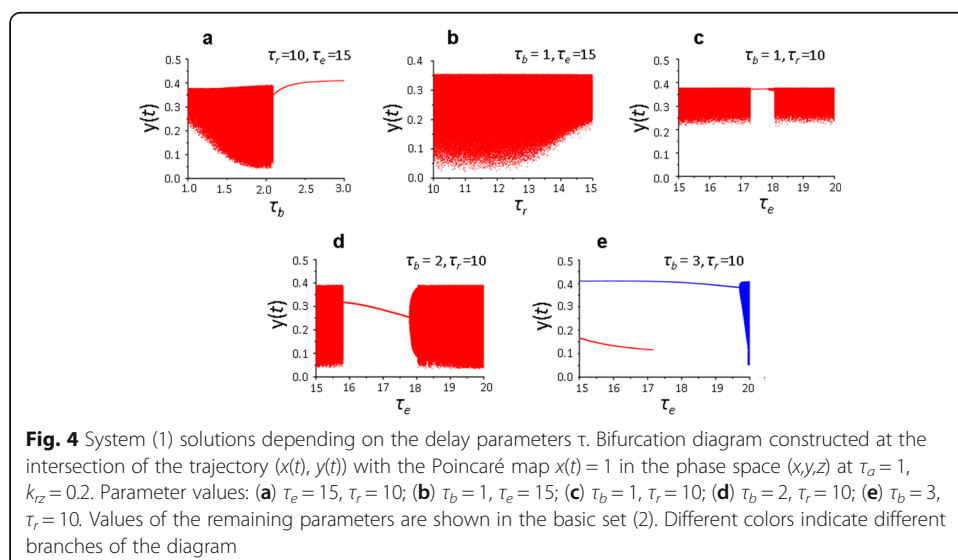 a
τr=10, τe=15
y(t)
0.5
0.4
0.3
0.2
0.1
0.0
1.0 1.5 2.0 2.5 3.0
τb
b
τb = 1, τe=15
y(t)
0.5
0.4
0.3
0.2
0.1
0.0
10 11 12 13 14 15
τr
c
τb = 1, τr=10
y(t)
0.5
0.4
0.3
0.2
0.1
0.0
15 16 17 18 19 20
τe
d
τb = 2, τr=10
y(t)
0.5
0.4
0.3
0.2
0.1
0.0
15 16 17 18 19 20
τe
e
τb = 3, τr=10
y(t)
0.5
0.4
0.3
0.2
0.1
0.0
15 16 17 18 19 20
τe
Fig. 4 System (1) solutions depending on the delay parameters τ. Bifurcation diagram constructed at the
intersection of the trajectory (x(t), y(t)) with the Poincaré map x(t) = 1 in the phase space (x,y,z) at τa = 1,
krz = 0.2. Parameter values: (a) τe = 15, τr = 10; (b) τb = 1, τe = 15; (c) τb = 1, τr = 10; (d) τb = 2, τr = 10; (e) τb = 3,
τr = 10. Values of the remaining parameters are shown in the basic set (2). Different colors indicate different
branches of the diagram